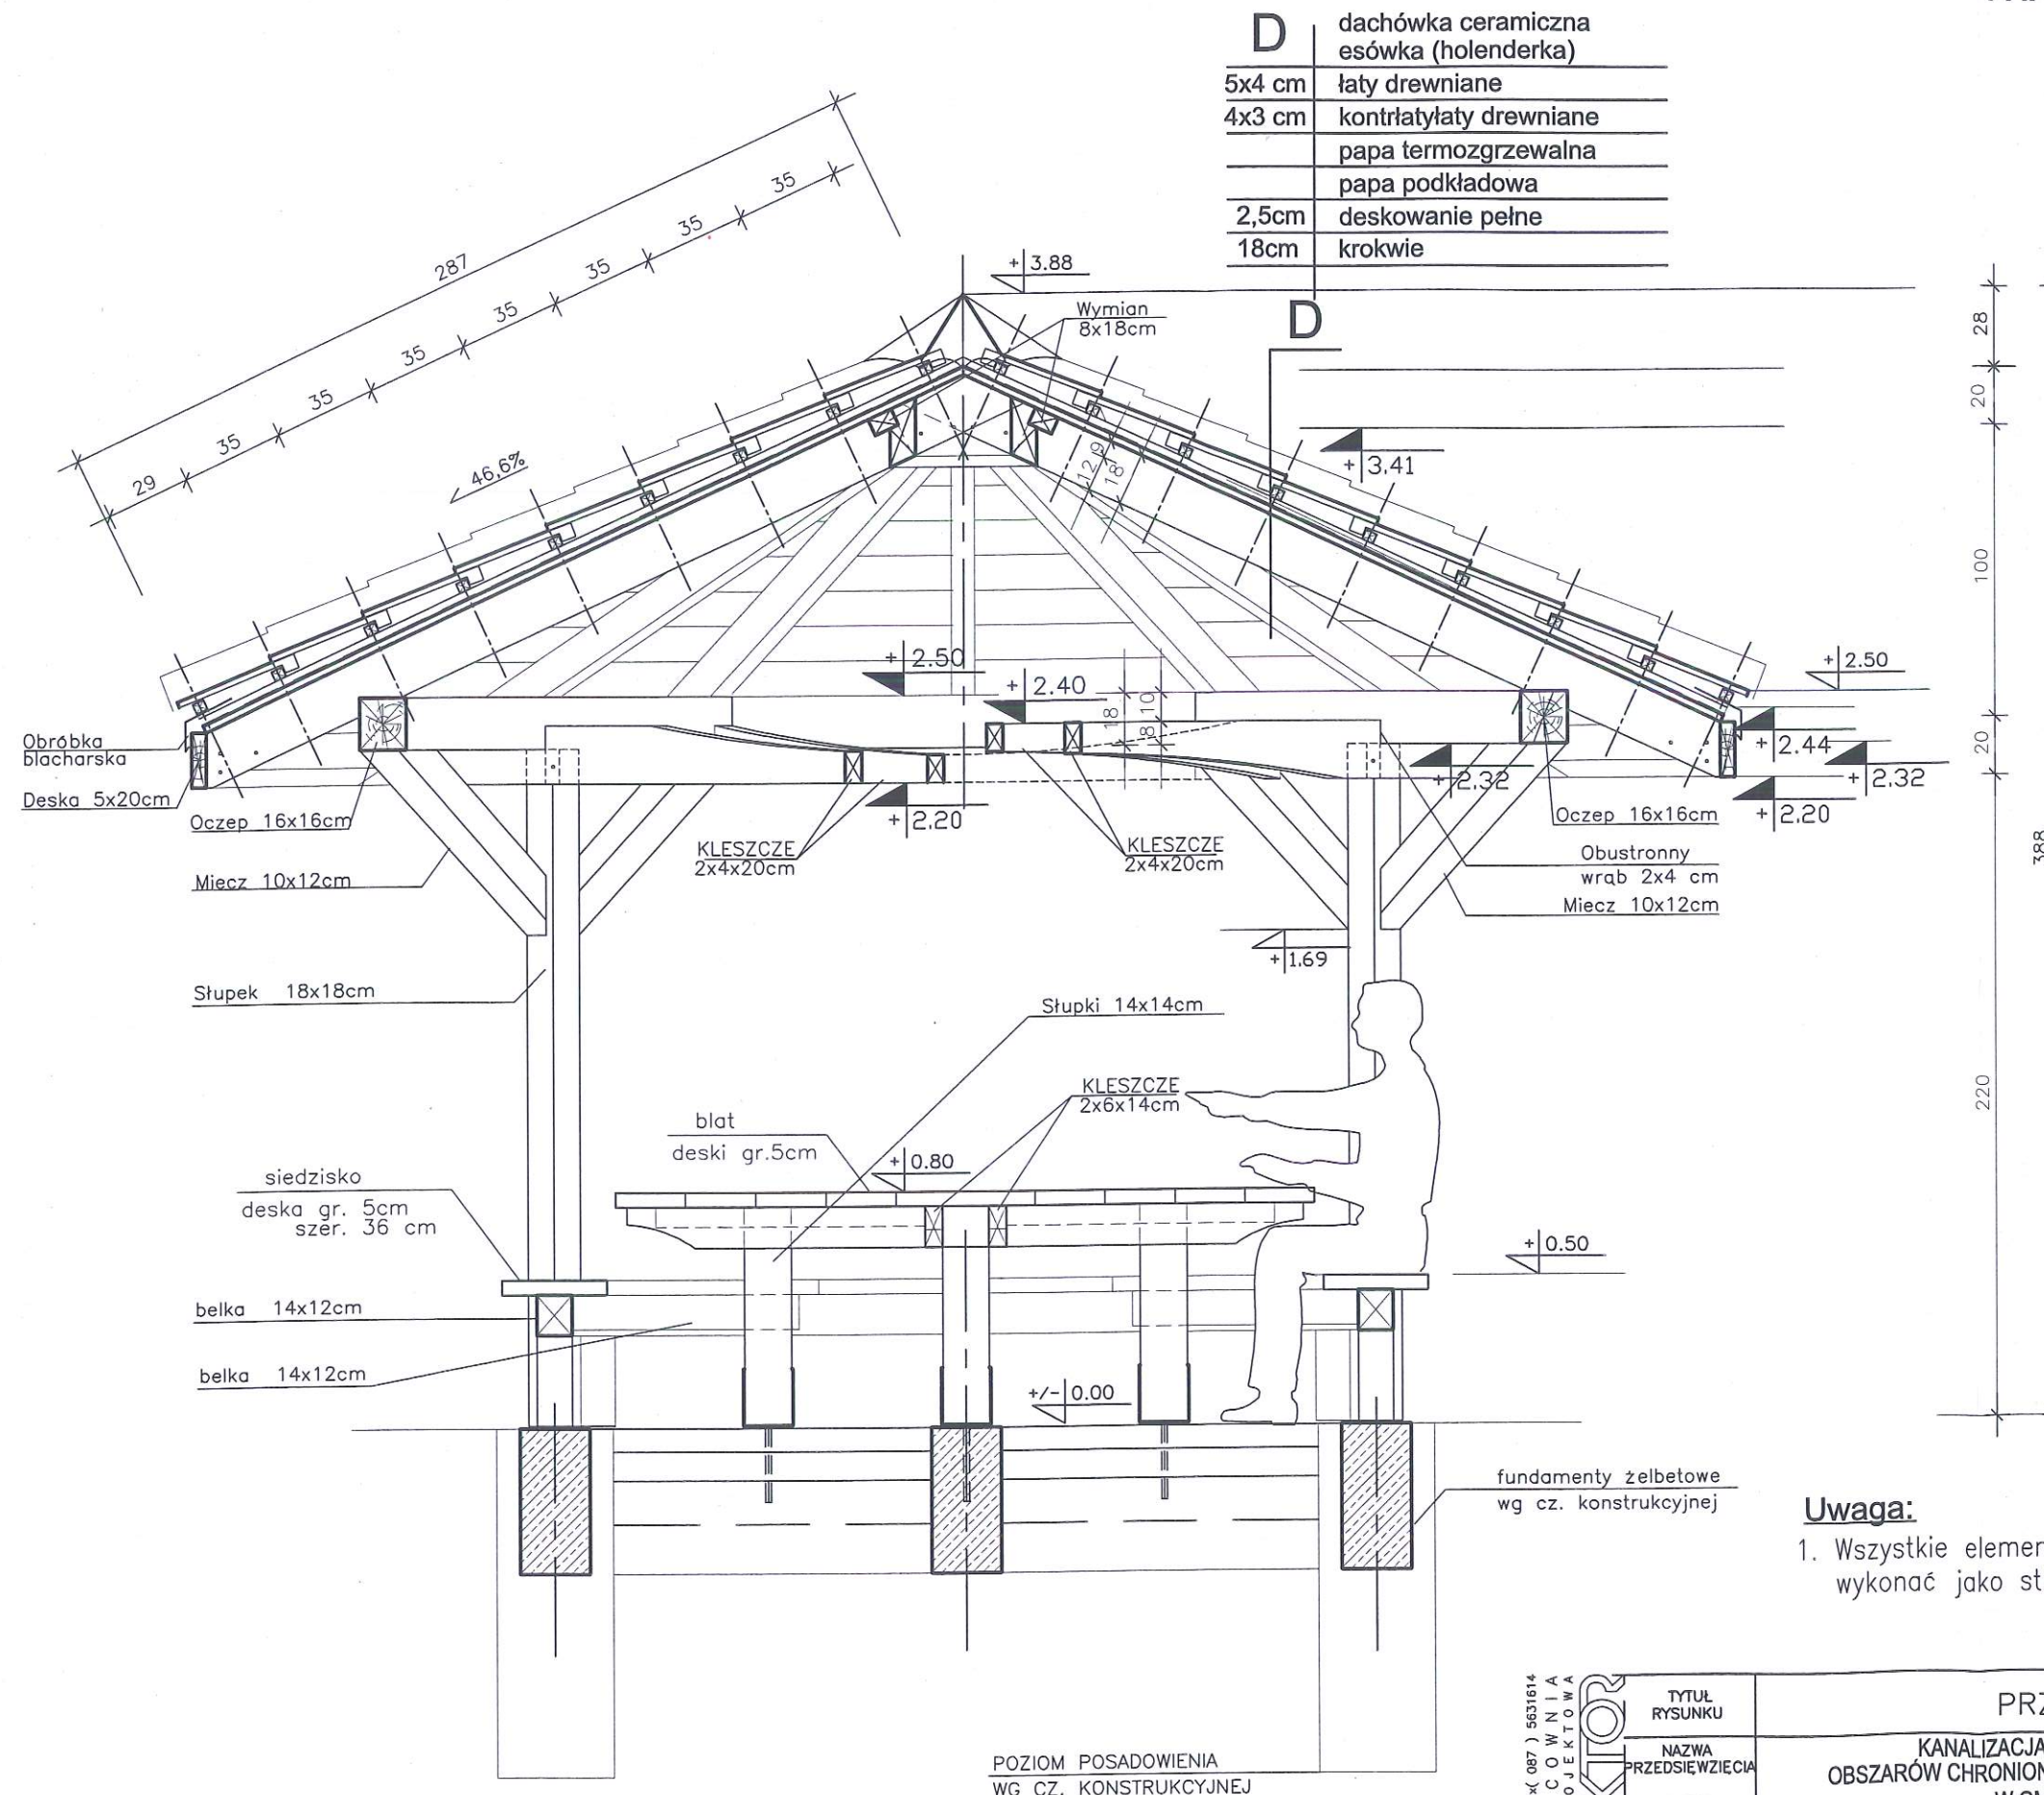 D
dachówka ceramiczna
esówka (holenderka)
5x4 cm łaty drewniane
4x3 cm kontrłatyłaty drewniane
papa termozgrzewalna
papa podkładowa
2,5cm deskowanie pełne
18cm krokwie
D
287
29
35
35
35
35
35
35
35
35
< 46,6%
+3.88
Wymian
8x18cm
12,9
18
+3.41
28
20
100
20
220
388
+2.50
+2.40
18
10
8
+2.50
+2.44
+2.32
+2.32
+2.20
+2.20
Obróbka
blacharska
Deska 5x20cm
Oczep 16x16cm
Miecz 10x12cm
KLESZCZE
2x4x20cm
KLESZCZE
2x4x20cm
Oczep 16x16cm
Obustronny
wrąb 2x4 cm
Miecz 10x12cm
+1.69
Słupek 18x18cm
Słupki 14x14cm
KLESZCZE
2x6x14cm
blat
deski gr.5cm
+0.80
siedzisko
deska gr. 5cm
szer. 36 cm
+0.50
belka 14x12cm
belka 14x12cm
+/-0.00
fundamenty żelbetowe
wg cz. konstrukcyjnej
Uwaga:
1. Wszystkie elemen
wykonać jako st
POZIOM POSADOWIENIA
WG CZ. KONSTRUKCYJNEJ
x( 087 ) 5631614
COWNIA
OJEKTOWA
KTOR
TYTUŁ
RYSUNKU
PRZ
NAZWA
PRZEDSIĘWZIĘCIA
KANALIZACJA
OBSZARÓW CHRONION